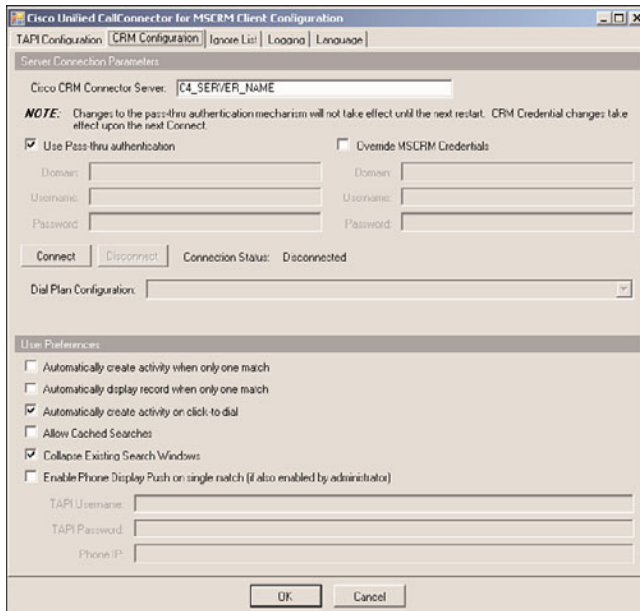 Cisco Unified CallConnector for MSCRM Client Configuration
TAPI Configuration CRM Configuration Ignore List Logging Language
Server Connection Parameters
Cisco CRM Connector Server: C4_SERVER_NAME
NOTE: Changes to the pass-thru authentication mechanism will not take effect until the next restart. CRM Credential changes take
effect upon the next Connect.
Use Pass-thru authentication Override MSCRM Credentials
Domain: Domain:
Username: Username:
Password: Password:
Connect Disconnect Connection Status: Disconnected
Dial Plan Configuration:
User Preferences
Automatically create activity when only one match
Automatically display record when only one match
Automatically create activity on click-to-dial
Allow Cached Searches
Collapse Existing Search Windows
Enable Phone Display Push on single match (if also enabled by administrator)
TAPI Username:
TAPI Password:
Phone IP:
OK Cancel